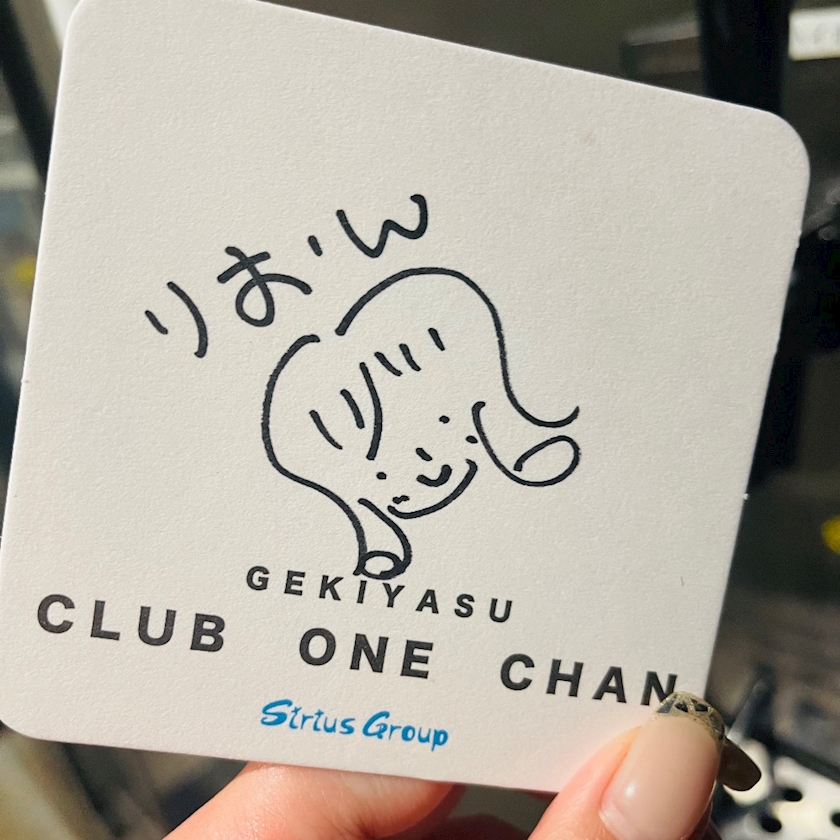 りおん
GEKIYASU
CLUB ONE CHAN
Sirius Group